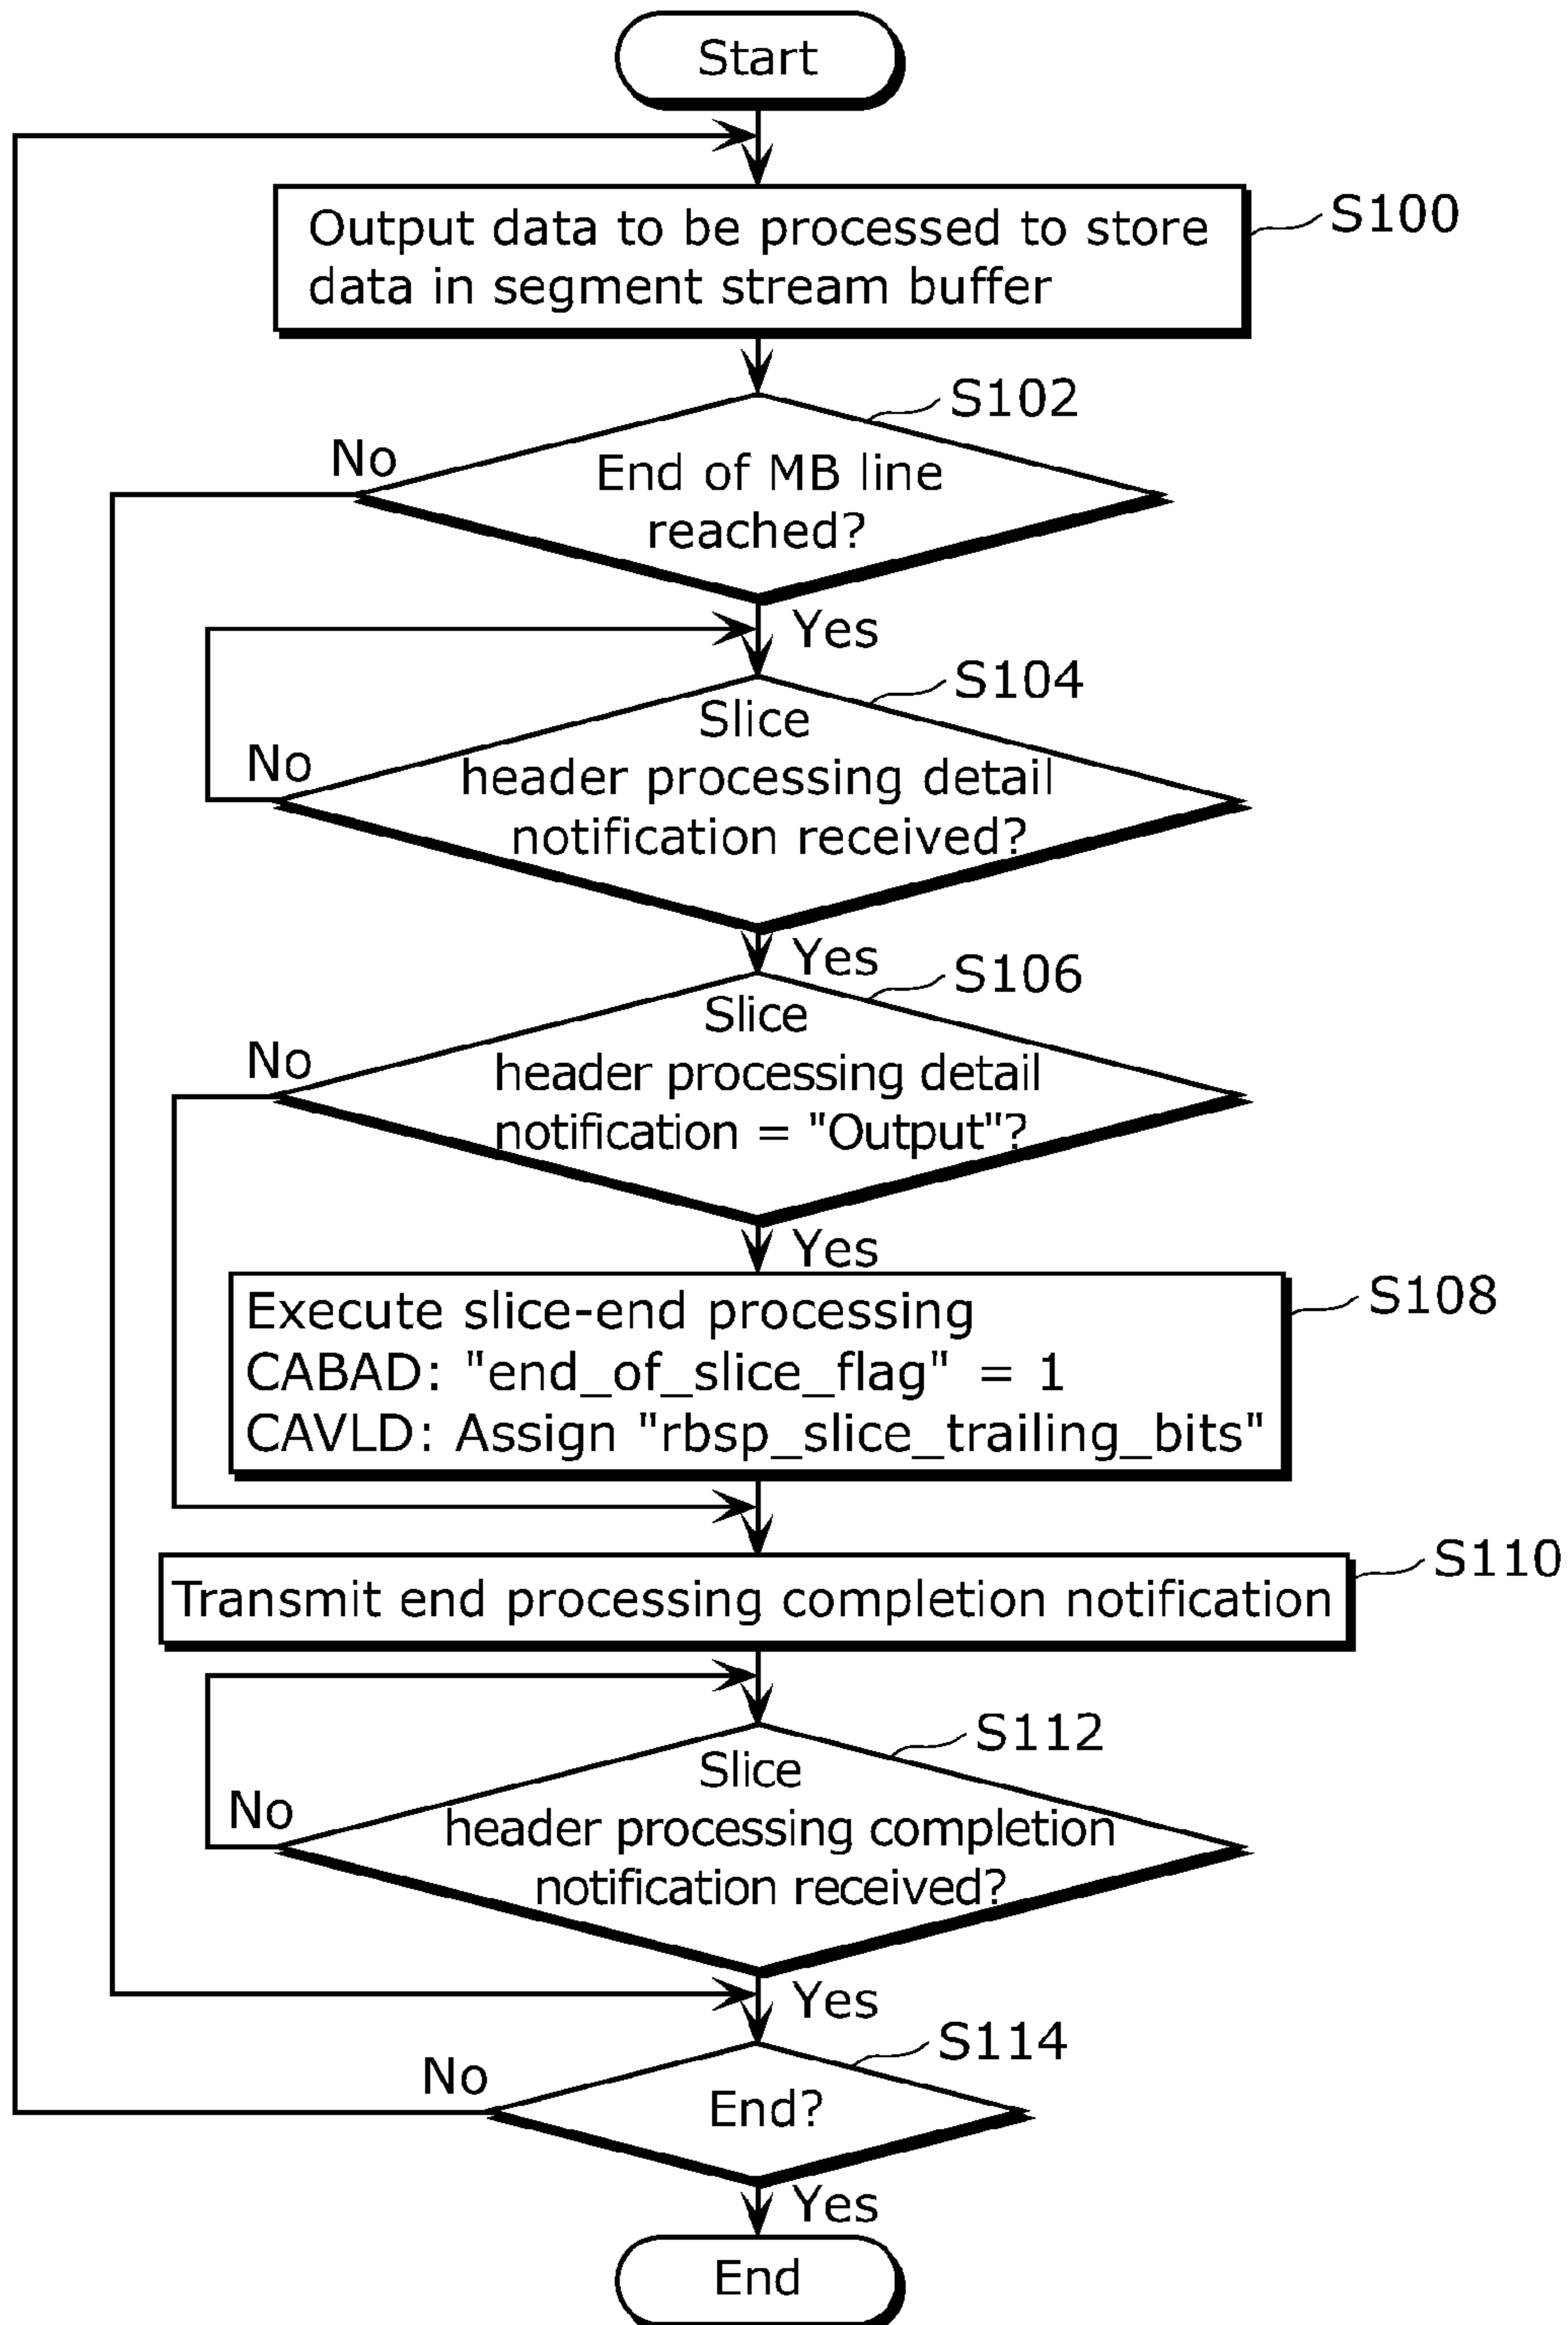 Start
Output data to be processed to store
data in segment stream buffer
S100
S102
No
End of MB line
reached?
Yes
S104
Slice
header processing detail
notification received?
No
Yes
S106
Slice
header processing detail
notification = "Output"?
No
Yes
Execute slice-end processing
CABAD: "end_of_slice_flag" = 1
CAVLD: Assign "rbsp_slice_trailing_bits"
S108
S110
Transmit end processing completion notification
S112
Slice
header processing completion
notification received?
No
Yes
S114
No
End?
Yes
End